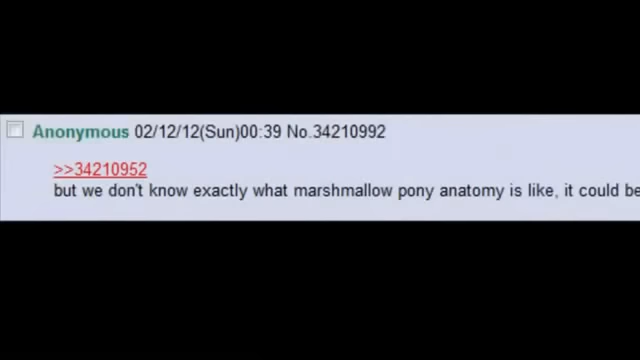 Anonymous 02/12/12(Sun)00:39 No.34210992
>>34210952
but we don't know exactly what marshmallow pony anatomy is like, it could be